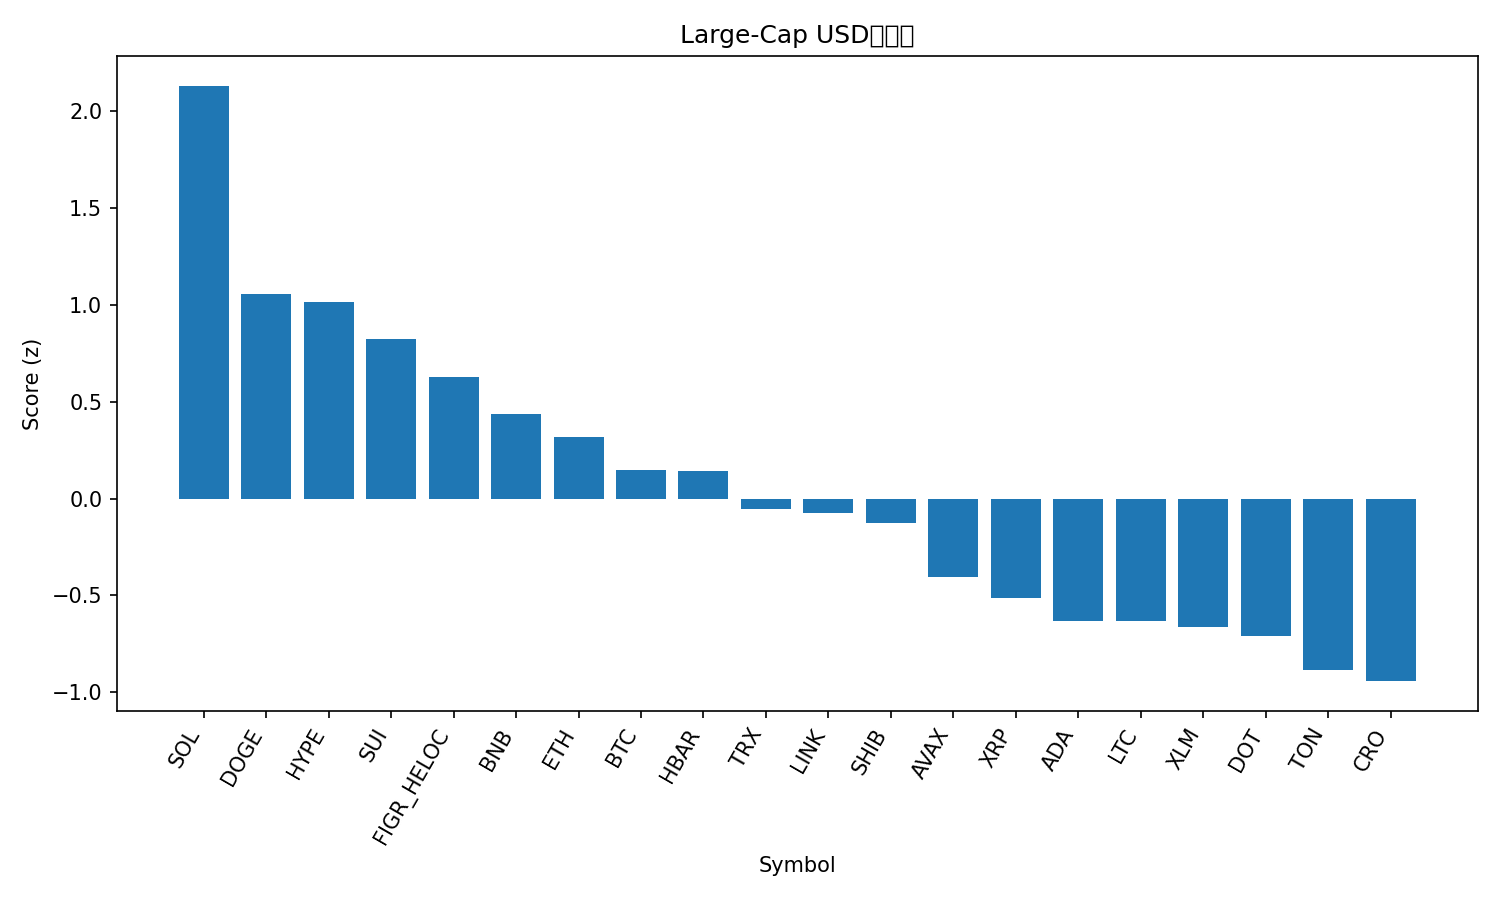 Large-Cap USD
Score (z)
2.0
1.5
1.0
0.5
0.0
−0.5
−1.0
SOL
DOGE
HYPE
SUI
FIGR_HELOC
BNB
ETH
BTC
HBAR
TRX
LINK
SHIB
AVAX
XRP
ADA
LTC
XLM
DOT
TON
CRO
Symbol